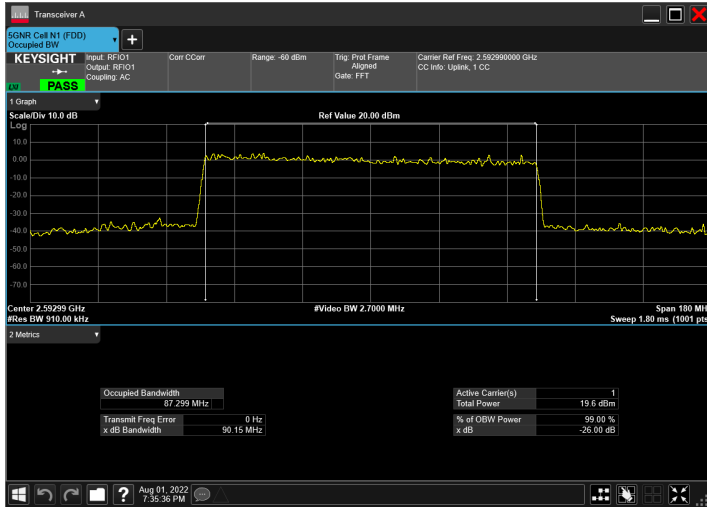 Transceiver A
5GNR Cell N1 (FDD)
Occupied BW
KEYSIGHT
LXI
PASS
Input: RFIO1
Output: RFIO1
Coupling: AC
Corr CCorr
Range: -60 dBm
Trig: Prot Frame
Aligned
Gate: FFT
Carrier Ref Freq: 2.592990000 GHz
CC Info: Uplink, 1 CC
1 Graph
Scale/Div 10.0 dB
Ref Value 20.00 dBm
Log
10.0
0.00
-10.0
-20.0
-30.0
-40.0
-50.0
-60.0
-70.0
Center 2.59299 GHz
#Video BW 2.7000 MHz
Span 180 MH
#Res BW 910.00 kHz
Sweep 1.80 ms (1001 pts
2 Metrics
Occupied Bandwidth
87.299 MHz
Transmit Freq Error 0 Hz
x dB Bandwidth 90.15 MHz
Active Carrier(s) 1
Total Power 19.6 dBm
% of OBW Power 99.00 %
x dB -26.00 dB
?
Aug 01, 2022
7:35:36 PM